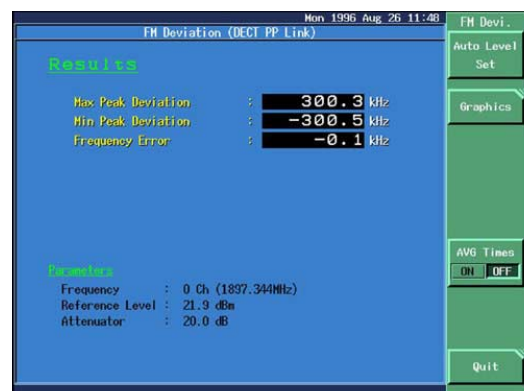 Mon 1996 Aug 26 11:48
FM Deviation (DECT PP Link)
Results
Max Peak Deviation : 300.3 kHz
Min Peak Deviation : -300.5 kHz
Frequency Error : -0.1 kHz
Parameters
Frequency : 0 Ch (1897.344MHz)
Reference Level : 21.9 dBm
Attenuator : 20.0 dB
FM Devi.
Auto Level
Set
Graphics
AVG Times
ON OFF
Quit